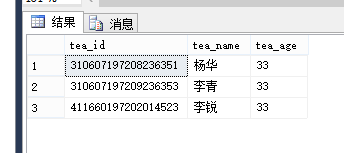 结果 消息
tea_id tea_name tea_age
1 310607197208236351 杨华 33
2 310607197209236353 李青 33
3 411660197202014523 李锐 33